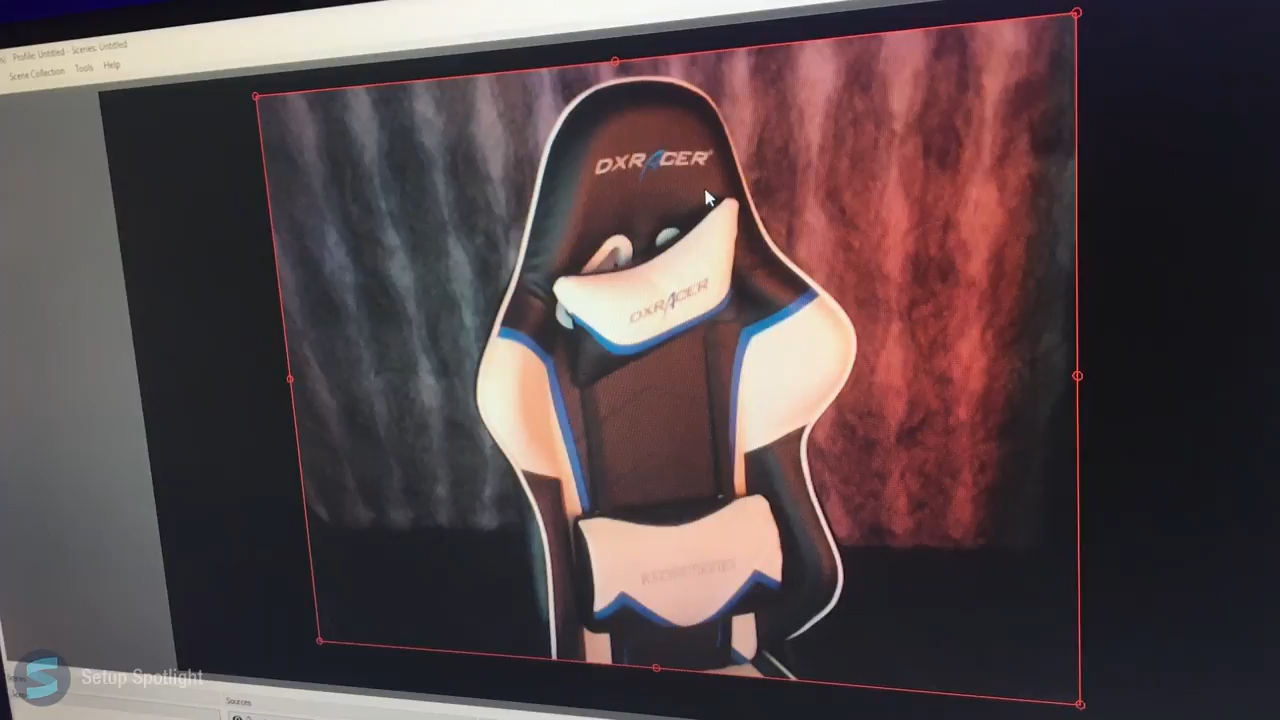 Profile: Untitled - Scenes: Untitled
Scene Collection Tools Help
DXRACER
DXRACER
Setup Spotlight
Sources